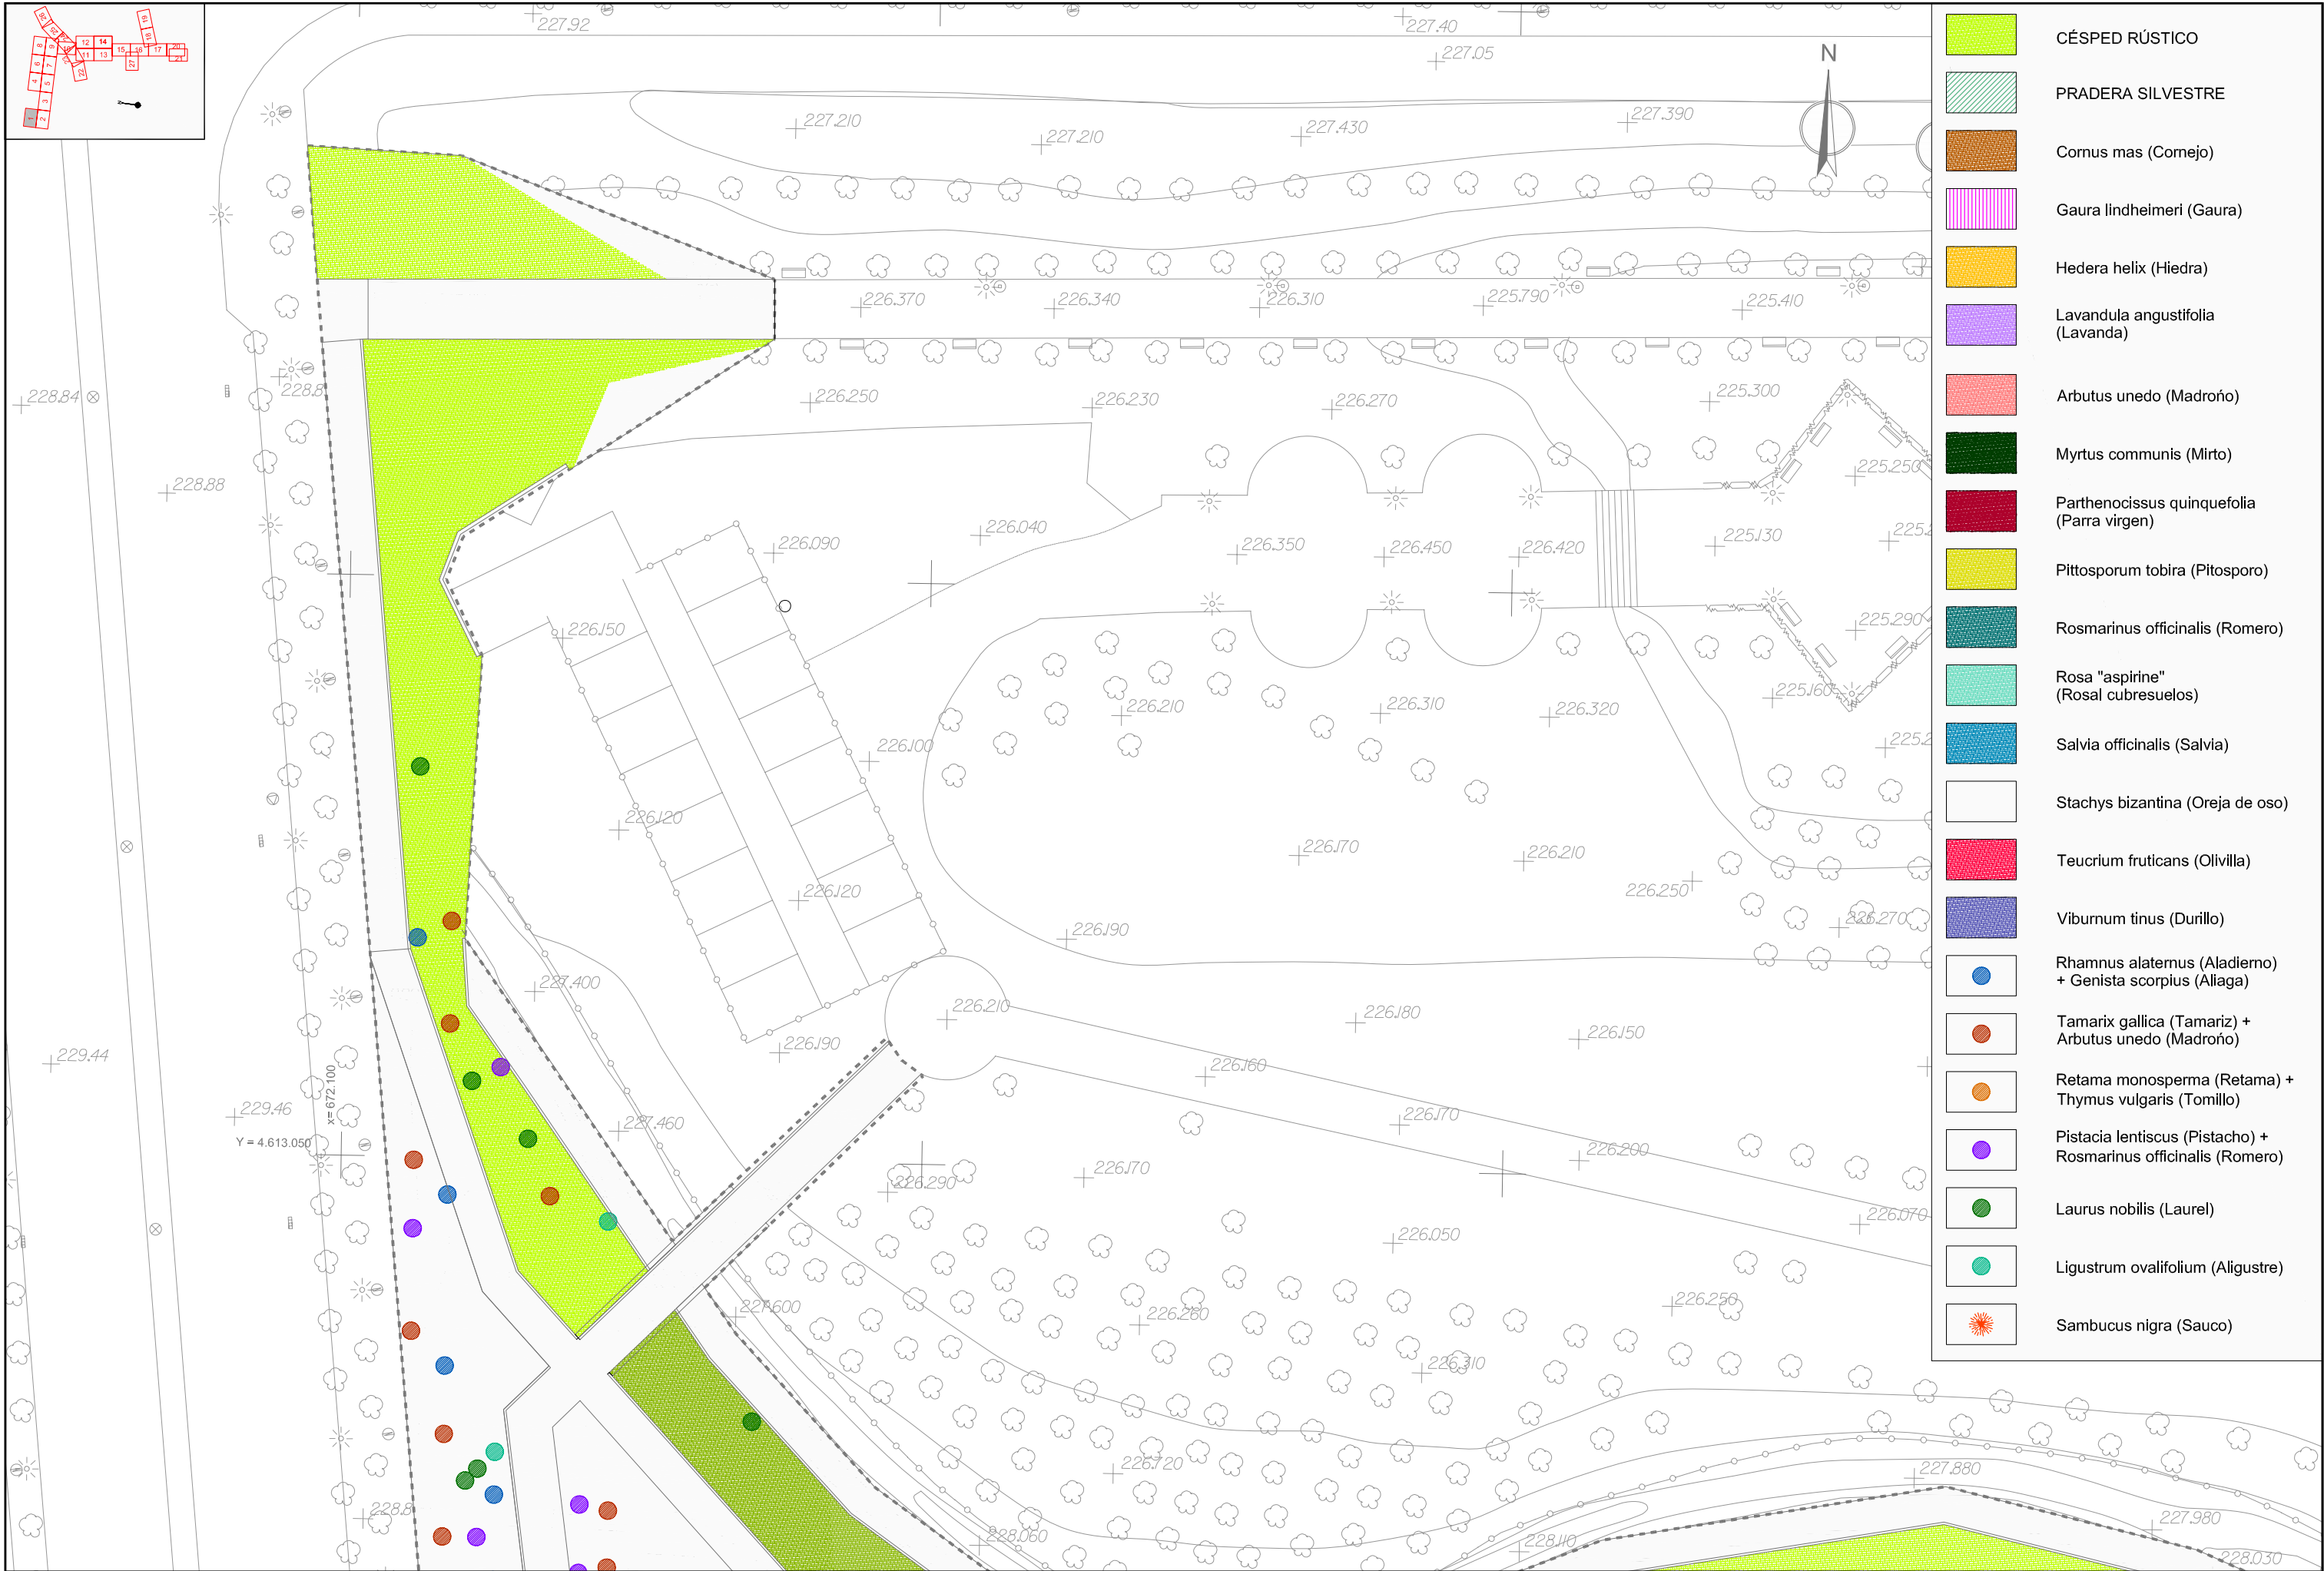 227.92
227.40
227.05
N
227.210
227.210
227.430
227.390
226.370
226.340
226.310
225.790
225.410
228.84
228.8
226.250
226.230
226.270
225.300
228.88
225.250
226.040
226.090
226.350
226.450
226.420
225.130
226.150
225.290
226.210
226.310
226.320
225.160
226.100
226.120
226.170
226.210
226.120
226.250
226.270
226.190
227.400
226.210
226.180
226.150
229.44
226.190
226.160
229.46
x= 672.100
Y = 4.613.050
227.460
226.170
226.200
226.170
226.290
226.070
226.050
227.600
226.260
226.250
226.310
226.720
227.880
228.8
228.060
228.110
227.980
228.030
CÉSPED RÚSTICO
PRADERA SILVESTRE
Cornus mas (Cornejo)
Gaura lindheimeri (Gaura)
Hedera helix (Hiedra)
Lavandula angustifolia
(Lavanda)
Arbutus unedo (Madroño)
Myrtus communis (Mirto)
Parthenocissus quinquefolia
(Parra virgen)
Pittosporum tobira (Pitosporo)
Rosmarinus officinalis (Romero)
Rosa "aspirine"
(Rosal cubresuelos)
Salvia officinalis (Salvia)
Stachys bizantina (Oreja de oso)
Teucrium fruticans (Olivilla)
Viburnum tinus (Durillo)
Rhamnus alaternus (Aladierno)
+ Genista scorpius (Aliaga)
Tamarix gallica (Tamariz) +
Arbutus unedo (Madroño)
Retama monosperma (Retama) +
Thymus vulgaris (Tomillo)
Pistacia lentiscus (Pistacho) +
Rosmarinus officinalis (Romero)
Laurus nobilis (Laurel)
Ligustrum ovalifolium (Aligustre)
Sambucus nigra (Sauco)